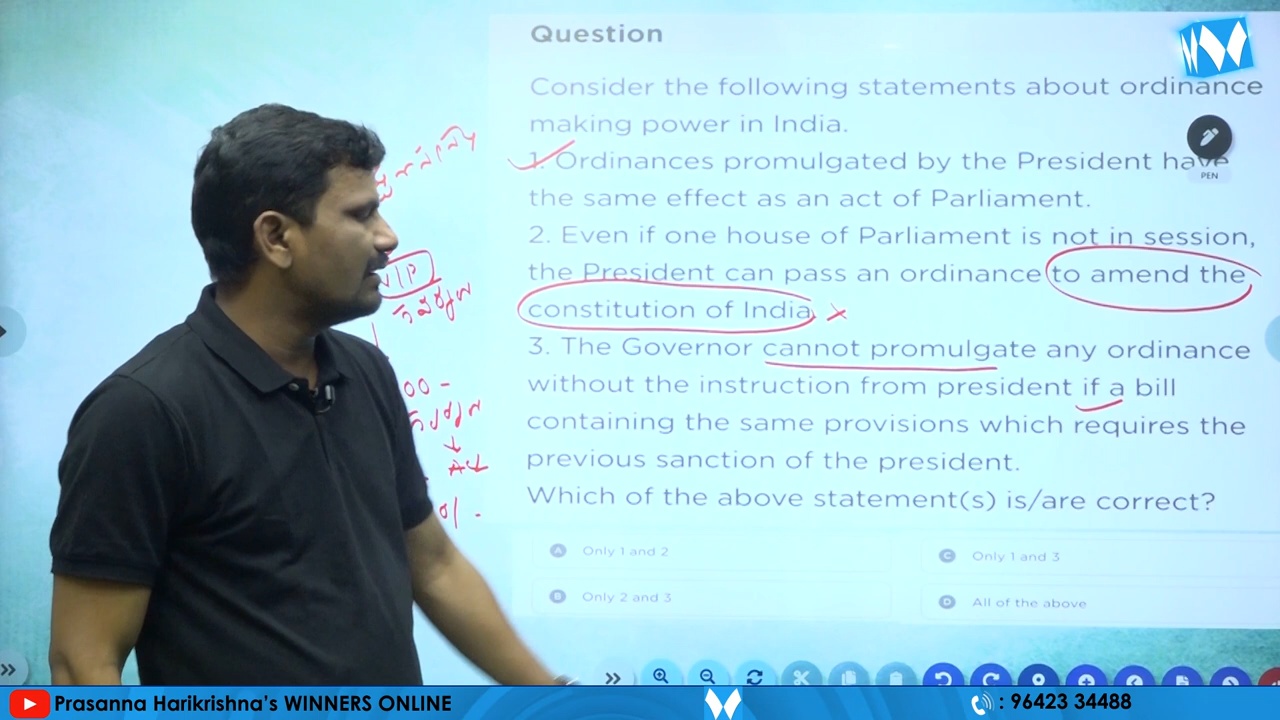 Question
Consider the following statements about ordinance
making power in India.
1. Ordinances promulgated by the President have
the same effect as an act of Parliament.
2. Even if one house of Parliament is not in session,
the President can pass an ordinance to amend the
constitution of India
3. The Governor cannot promulgate any ordinance
without the instruction from president if a bill
containing the same provisions which requires the
previous sanction of the president.
Which of the above statement(s) is/are correct?
A Only 1 and 2
C Only 1 and 3
B Only 2 and 3
D All of the above
PEN
Prasanna Harikrishna's WINNERS ONLINE
: 96423 34488